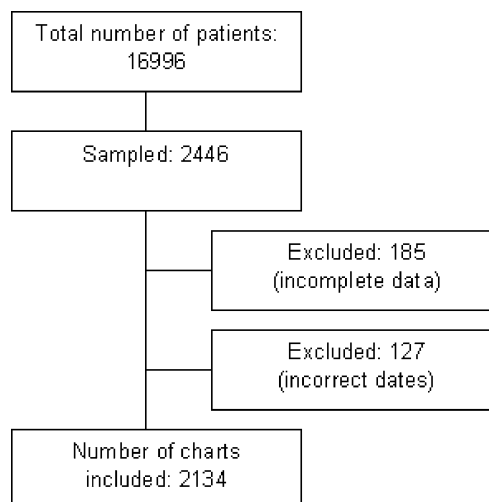 Total number of patients:
16996
Sampled: 2446
Excluded: 185
(incomplete data)
Excluded: 127
(incorrect dates)
Number of charts
included: 2134